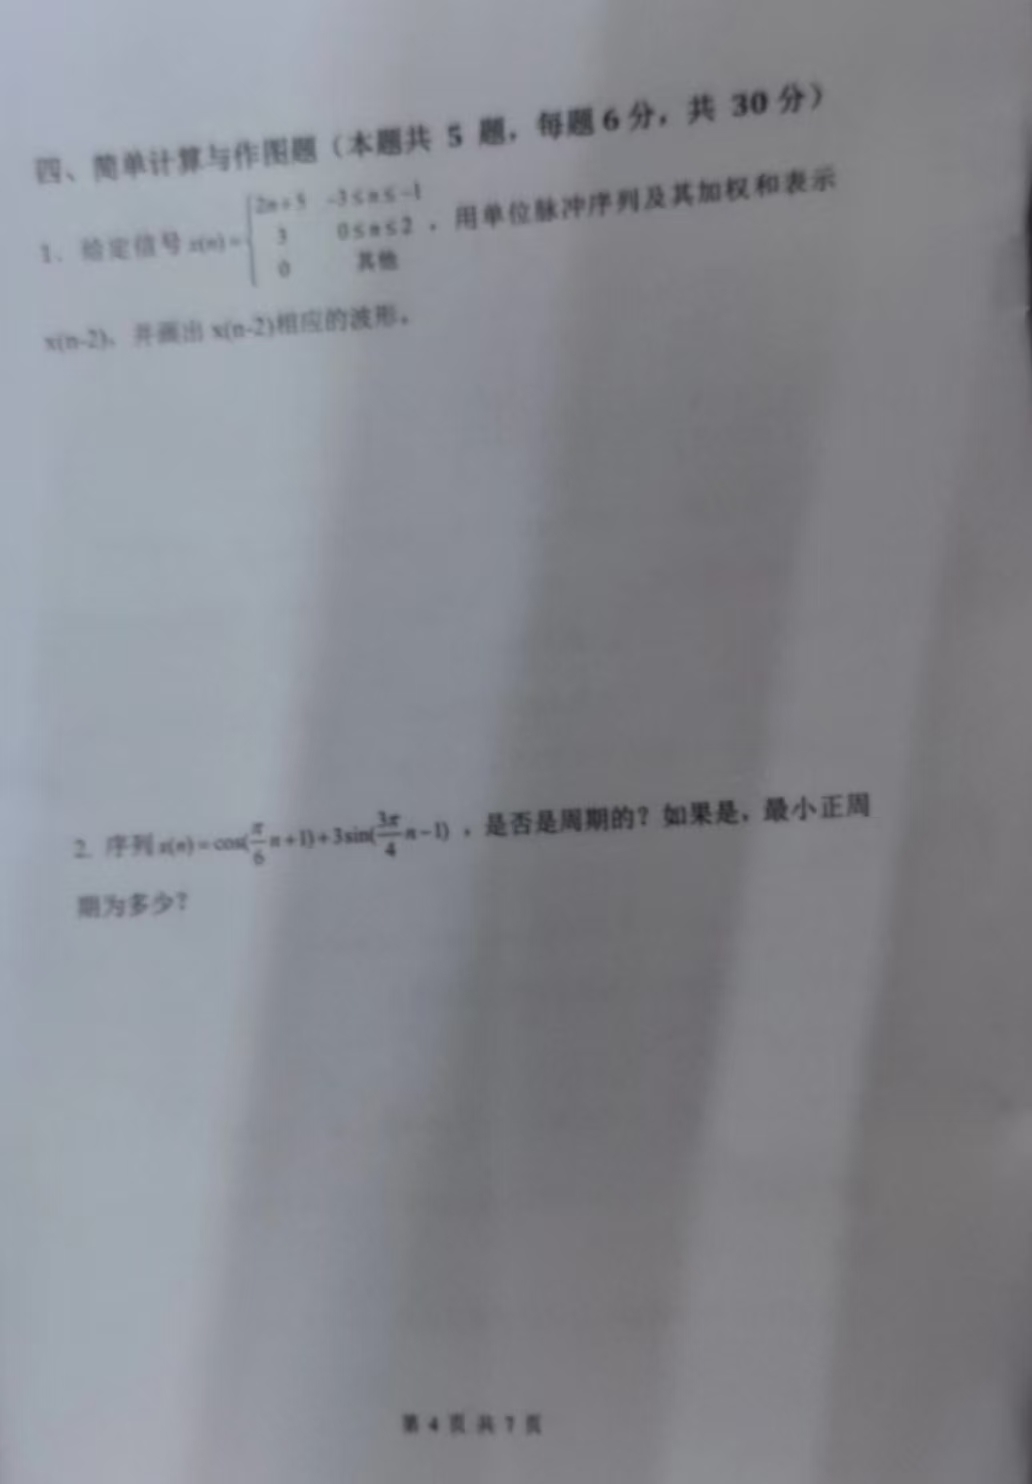 四、简单计算与作图题（本题共 5 题，每题 6 分，共 30 分）
1、给定信号 x(n)={2n+5 -3≤n≤-1
3 0≤n≤2
0 其他 ，用单位脉冲序列及其加权和表示
x(n-2)，并画出 x(n-2)相应的波形。
2. 序列 x(n)=cos(π/6 n+1)+3sin(3π/4 n-1) ，是否是周期的？如果是，最小正周
期为多少？
第 4 页 共 7 页